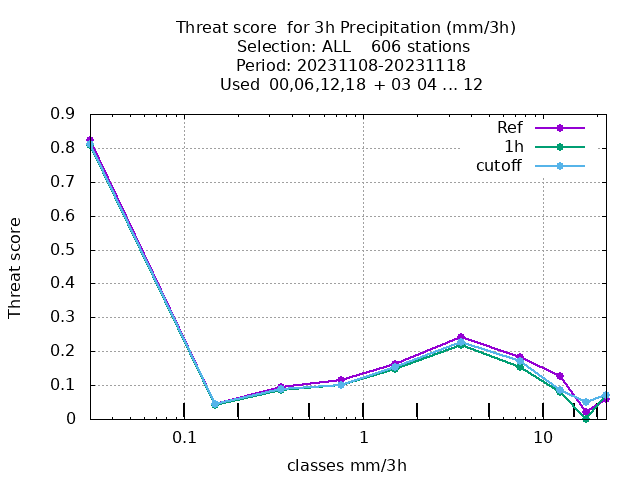 Threat score  for 3h Precipitation (mm/3h)
Selection: ALL    606 stations
Period: 20231108-20231118
Used  00,06,12,18  + 03 04 ... 12
Ref
1h
cutoff
0.9
0.8
0.7
0.6
0.5
0.4
0.3
0.2
0.1
0
Threat score
0.1
1
10
classes mm/3h